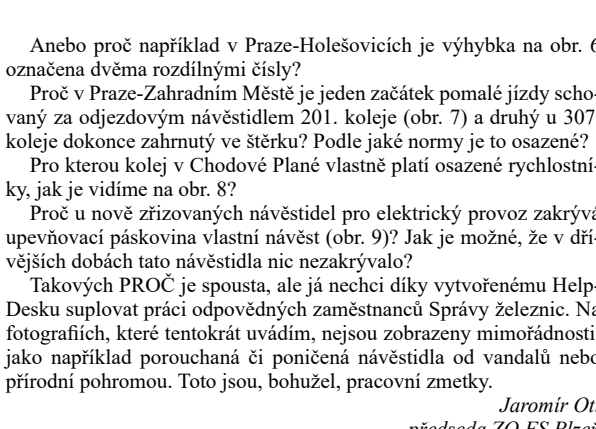 Anebo proč například v Praze-Holešovicích je výhybka na obr. 6
označena dvěma rozdílnými čísly?
Proč v Praze-Zahradním Městě je jeden začátek pomalé jízdy scho-
vaný za odjezdovým návěstidlem 201. koleje (obr. 7) a druhý u 307.
koleje dokonce zahrnutý ve štěrku? Podle jaké normy je to osazené?
Pro kterou kolej v Chodové Plané vlastně platí osazené rychlostní-
ky, jak je vidíme na obr. 8?
Proč u nově zřizovaných návěstidel pro elektrický provoz zakrývá
upevňovací páskovina vlastní návěst (obr. 9)? Jak je možné, že v dří-
vějších dobách tato návěstidla nic nezakrývalo?
Takových PROČ je spousta, ale já nechci díky vytvořenému Help-
Desku suplovat práci odpovědných zaměstnanců Správy železnic. Na
fotografiích, které tentokrát uvádím, nejsou zobrazeny mimořádnosti,
jako například porouchaná či poničená návěstidla od vandalů nebo
přírodní pohromou. Toto jsou, bohužel, pracovní zmetky.
Jaromír Ot
předseda ZO FS Plzeň